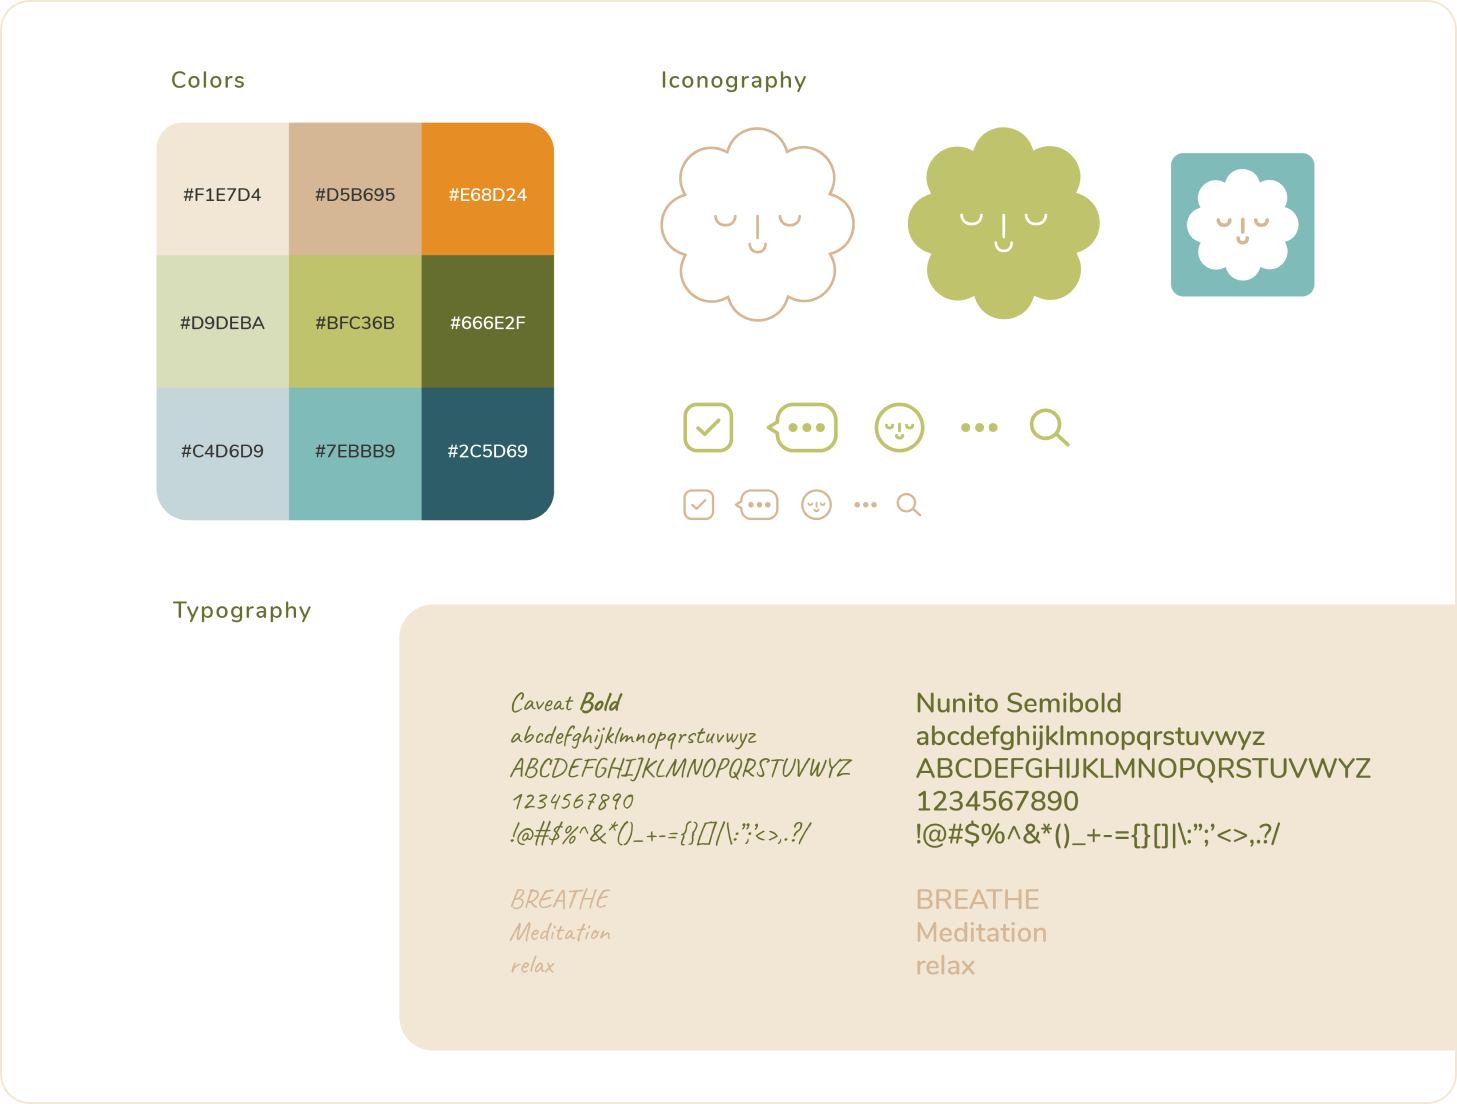 Colors
Iconography
#F1E7D4
#D5B695
#E68D24
#D9DEBA
#BFC36B
#666E2F
#C4D6D9
#7EBBB9
#2C5D69
Typography
Caveat Bold
abcdefghijklmnopqrstuvwyz
ABCDEFGHIJKLMNOPQRSTUVWYZ
1234567890
!@#$%^&*()_+-={}[]|\:”;’<>,.?/
BREATHE
Meditation
relax
Nunito Semibold
abcdefghijklmnopqrstuvwyz
ABCDEFGHIJKLMNOPQRSTUVWYZ
1234567890
!@#$%^&*()_+-={}[]|\:”;’<>,.?/
BREATHE
Meditation
relax